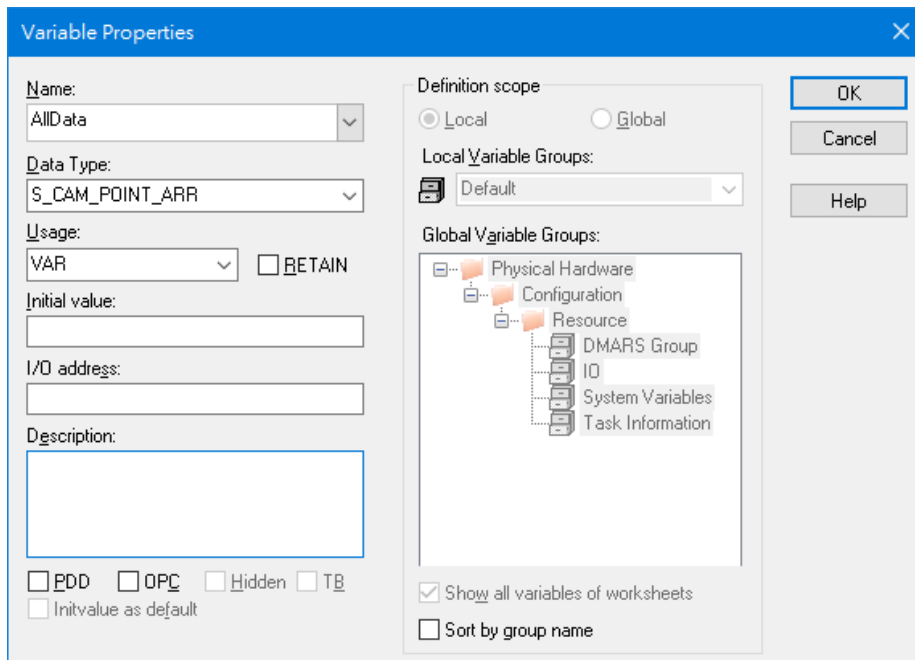 Variable Properties
Name:
AllData
Data Type:
S_CAM_POINT_ARR
Usage:
VAR
RETAIN
Initial value:
I/O address:
Description:
PDD
OPC
Hidden
TB
Initvalue as default
Definition scope
Local
Global
Local Variable Groups:
Default
Global Variable Groups:
Physical Hardware
Configuration
Resource
DMARS Group
IO
System Variables
Task Information
Show all variables of worksheets
Sort by group name
OK
Cancel
Help